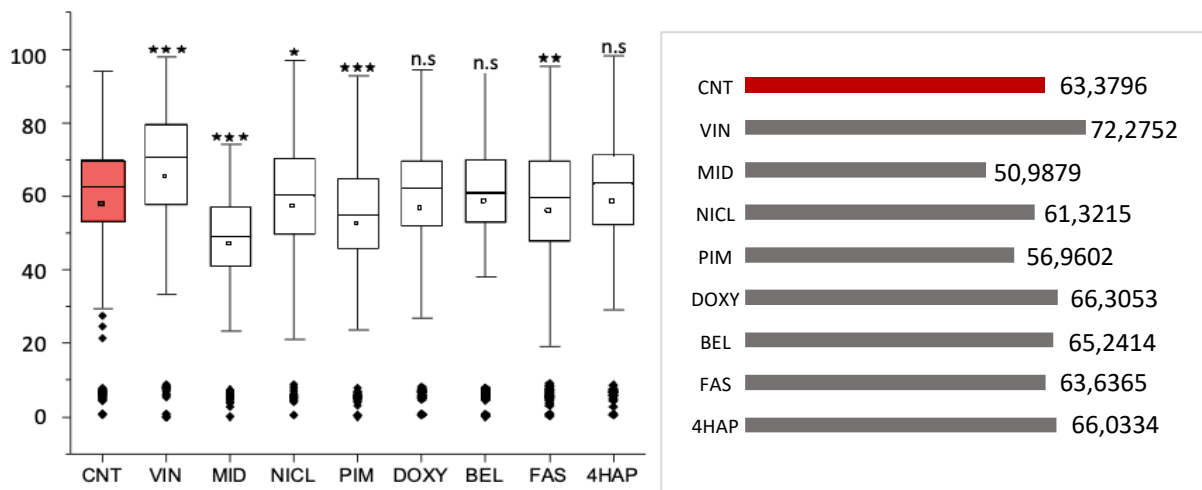 100
80
60
40
20
0
★★★
★★★
★
★★★
n.s
n.s
★★
n.s
CNT VIN MID NICL PIM DOXY BEL FAS 4HAP
CNT 63,3796
VIN 72,2752
MID 50,9879
NICL 61,3215
PIM 56,9602
DOXY 66,3053
BEL 65,2414
FAS 63,6365
4HAP 66,0334